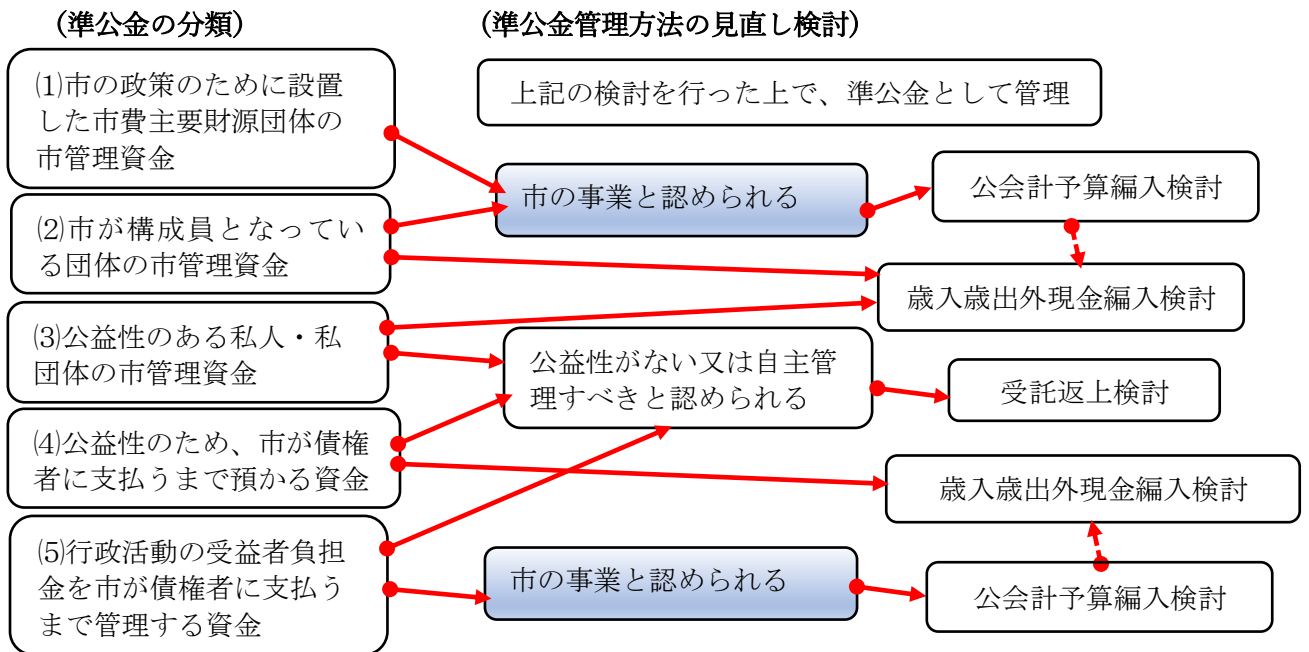 (準公金の分類)
(準公金管理方法の見直し検討)
⑴市の政策のために設置
した市費主要財源団体の
市管理資金
上記の検討を行った上で、準公金として管理
市の事業と認められる
公会計予算編入検討
⑵市が構成員となってい
る団体の市管理資金
歳入歳出外現金編入検討
⑶公益性のある私人・私
団体の市管理資金
公益性がない又は自主管
理すべきと認められる
受託返上検討
⑷公益性のため、市が債権
者に支払うまで預かる資金
歳入歳出外現金編入検討
⑸行政活動の受益者負担
金を市が債権者に支払う
まで管理する資金
市の事業と認められる
公会計予算編入検討